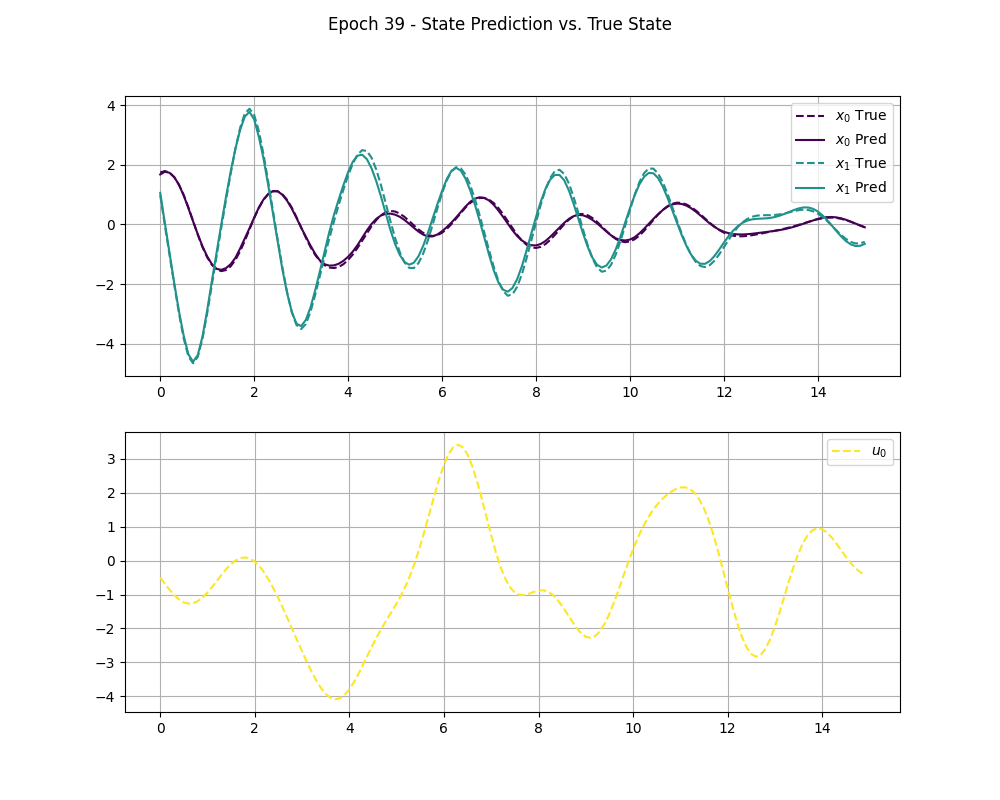 Epoch 39 - State Prediction vs. True State
4
2
0
−2
−4
x₀ True
x₀ Pred
x₁ True
x₁ Pred
0 2 4 6 8 10 12 14
3
2
1
0
−1
−2
−3
−4
u₀
0 2 4 6 8 10 12 14